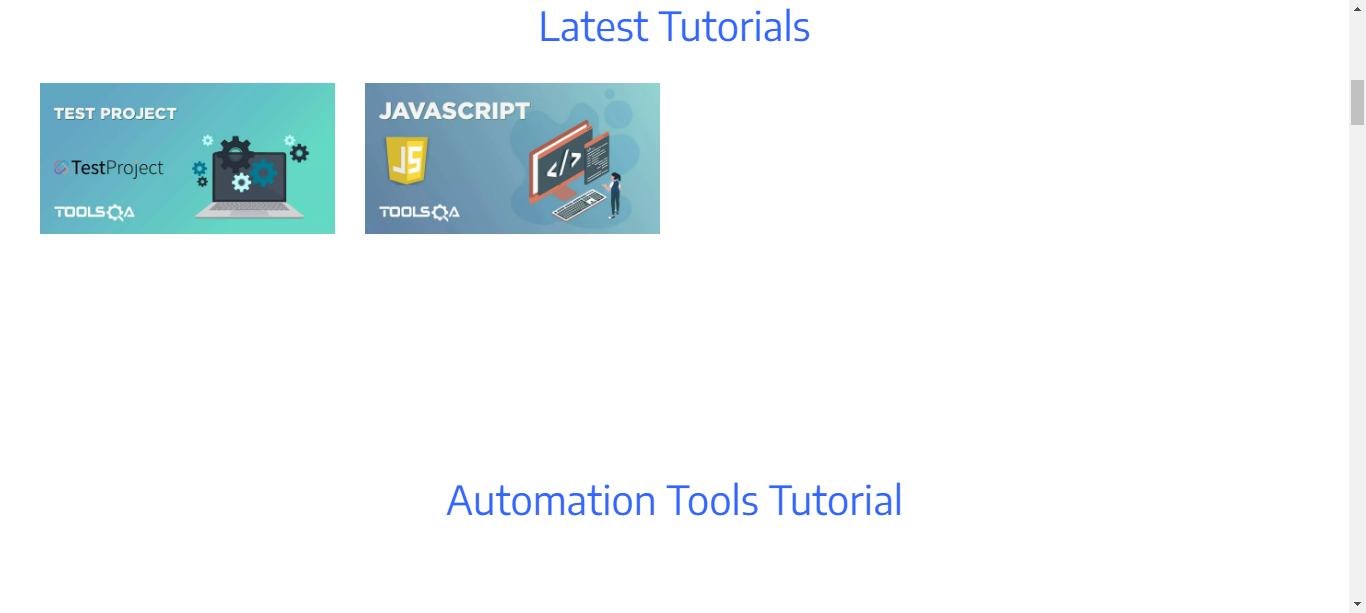 Latest Tutorials
TEST PROJECT
TestProject
TOOLSQA
JAVASCRIPT
JS
</>
TOOLSQA
Automation Tools Tutorial